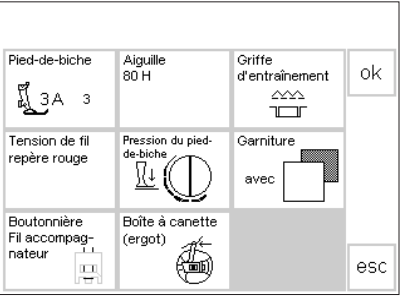 Pied-de-biche
3A 3
Aiguille
80 H
Griffe
d'entraînement
ok
Tension de fil
repère rouge
Pression du pied-
de-biche
Garniture
avec
Boutonnière
Fil accompag-
nateur
Boîte à canette
(ergot)
esc